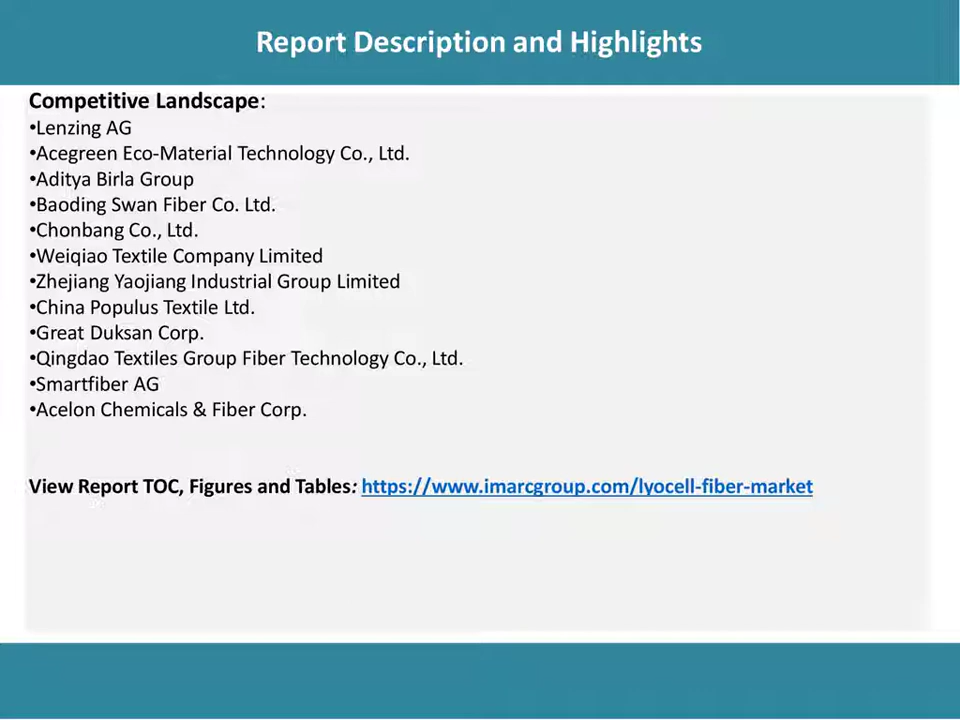 Report Description and Highlights
Competitive Landscape:
•Lenzing AG
•Acegreen Eco-Material Technology Co., Ltd.
•Aditya Birla Group
•Baoding Swan Fiber Co. Ltd.
•Chonbang Co., Ltd.
•Weiqiao Textile Company Limited
•Zhejiang Yaojiang Industrial Group Limited
•China Populus Textile Ltd.
•Great Duksan Corp.
•Qingdao Textiles Group Fiber Technology Co., Ltd.
•Smartfiber AG
•Acelon Chemicals & Fiber Corp.
View Report TOC, Figures and Tables: https://www.imarcgroup.com/lyocell-fiber-market